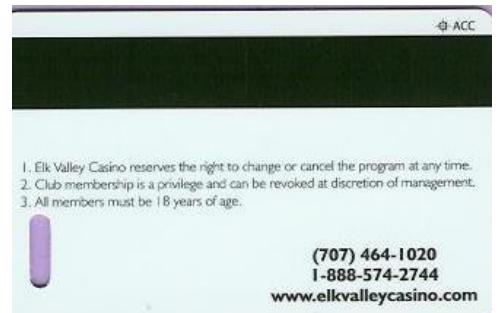 ACC
1. Elk Valley Casino reserves the right to change or cancel the program at any time.
2. Club membership is a privilege and can be revoked at discretion of management.
3. All members must be 18 years of age.
(707) 464-1020
1-888-574-2744
www.elkvalleycasino.com